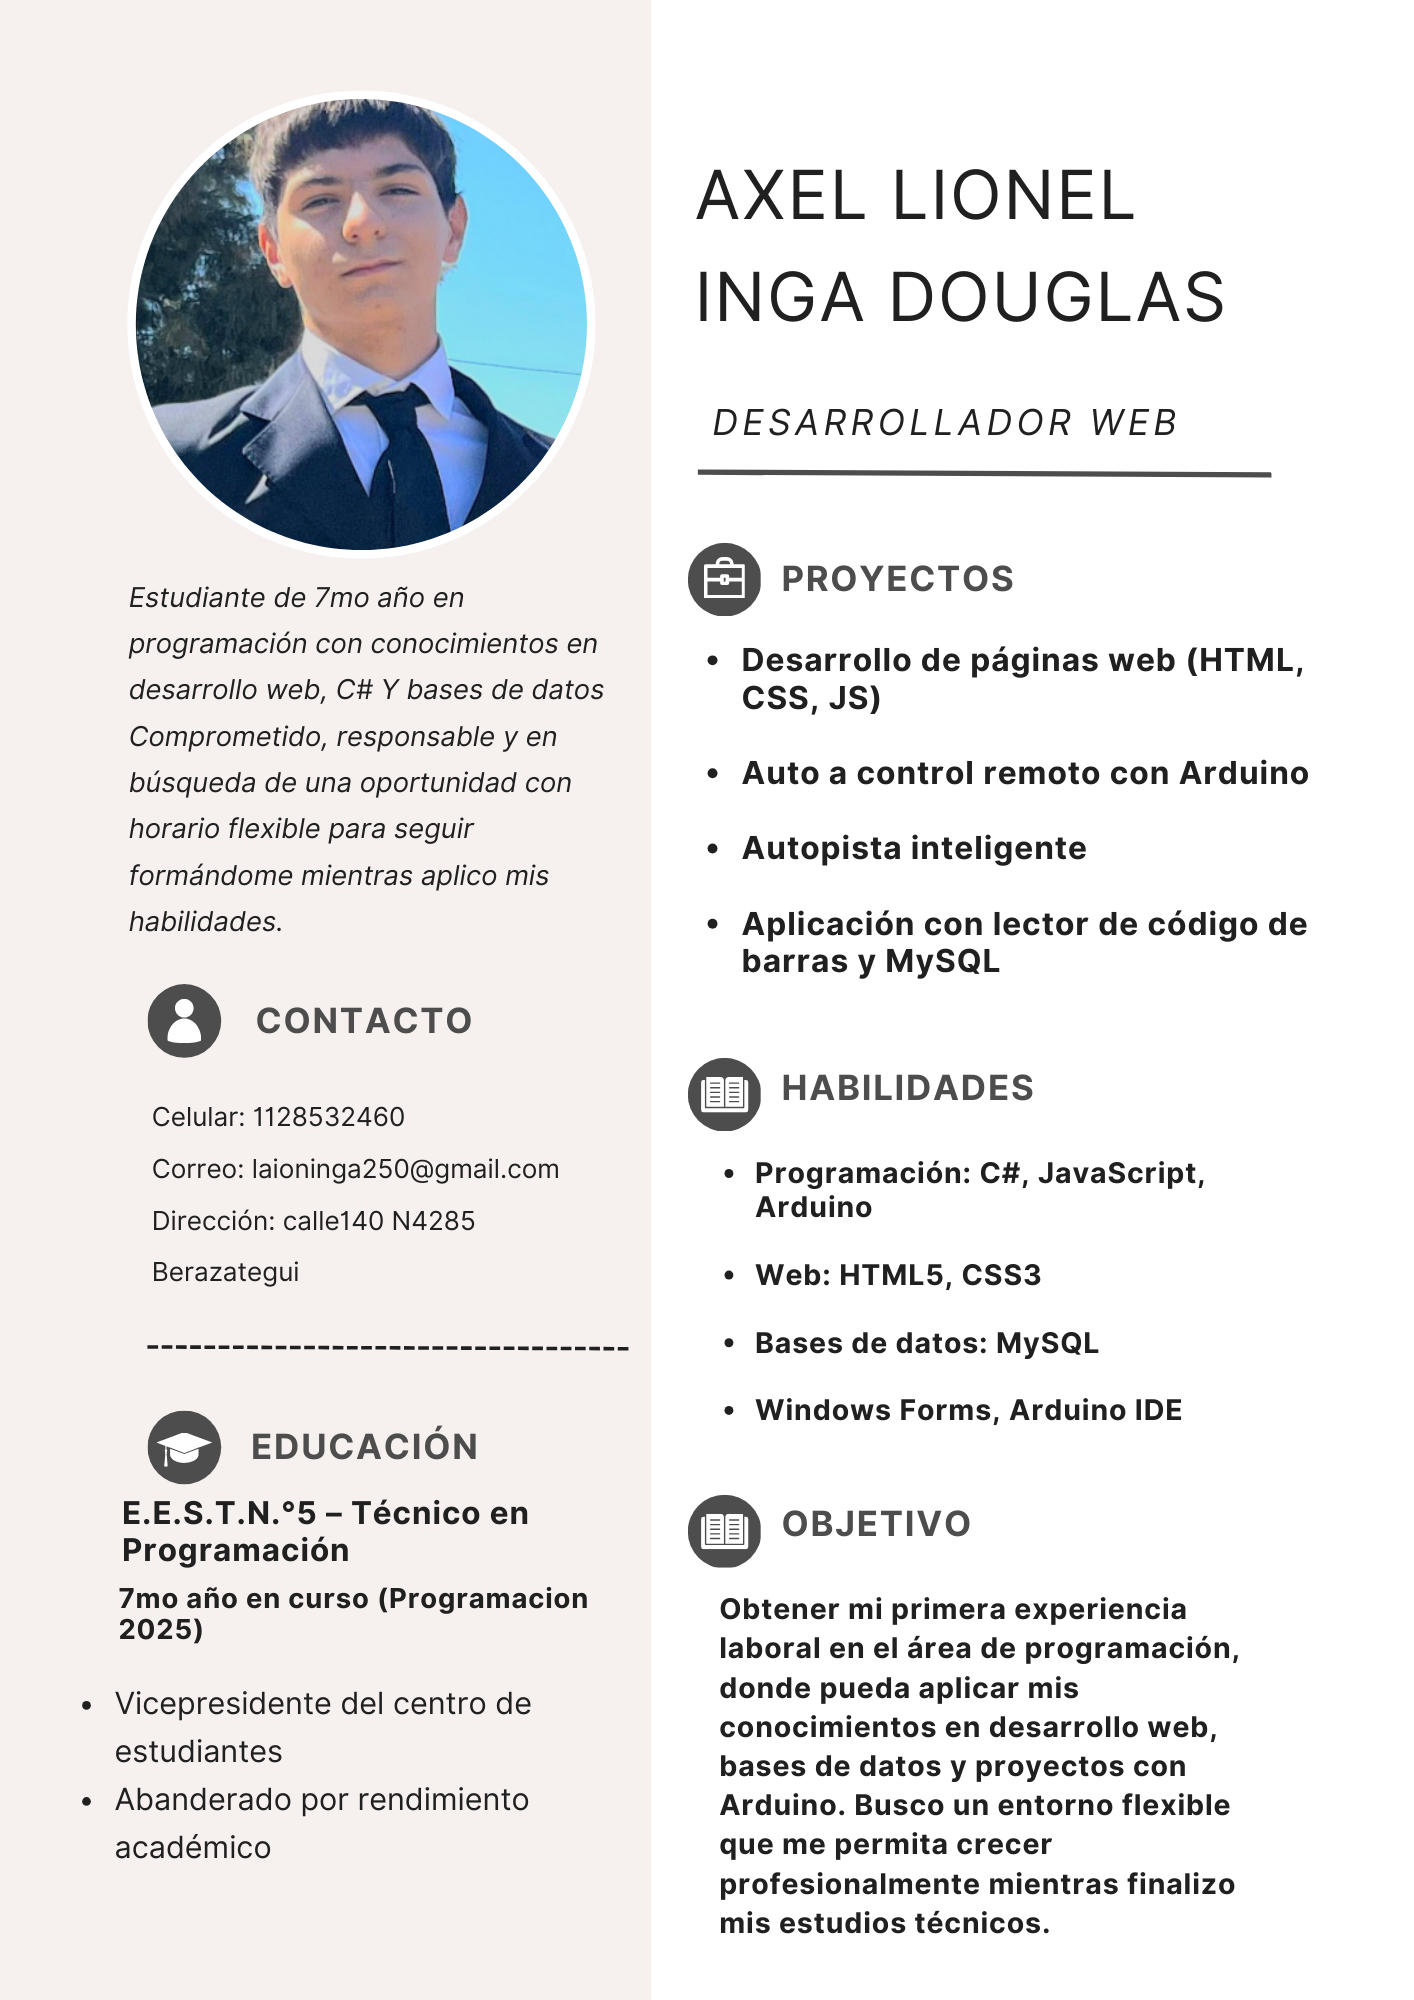 AXEL LIONEL
INGA DOUGLAS
DESARROLLADOR WEB
Estudiante de 7mo año en
programación con conocimientos en
desarrollo web, C# Y bases de datos
Comprometido, responsable y en
búsqueda de una oportunidad con
horario flexible para seguir
formándome mientras aplico mis
habilidades.
CONTACTO
Celular: 1128532460
Correo: laioninga250@gmail.com
Dirección: calle140 N4285
Berazategui
EDUCACIÓN
E.E.S.T.N.°5 – Técnico en
Programación
7mo año en curso (Programacion
2025)
• Vicepresidente del centro de
estudiantes
• Abanderado por rendimiento
académico
PROYECTOS
• Desarrollo de páginas web (HTML,
CSS, JS)
• Auto a control remoto con Arduino
• Autopista inteligente
• Aplicación con lector de código de
barras y MySQL
HABILIDADES
• Programación: C#, JavaScript,
Arduino
• Web: HTML5, CSS3
• Bases de datos: MySQL
• Windows Forms, Arduino IDE
OBJETIVO
Obtener mi primera experiencia
laboral en el área de programación,
donde pueda aplicar mis
conocimientos en desarrollo web,
bases de datos y proyectos con
Arduino. Busco un entorno flexible
que me permita crecer
profesionalmente mientras finalizo
mis estudios técnicos.